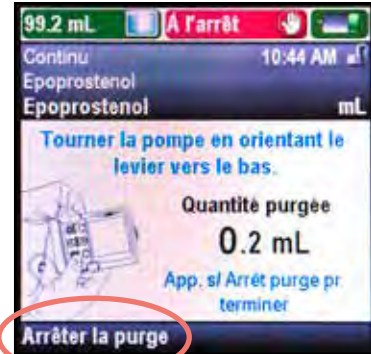 99.2 mL À l'arrêt
Continu 10:44 AM
Epoprostenol
Epoprostenol mL
Tourner la pompe en orientant le
levier vers le bas.
Quantité purgée
0.2 mL
App. s/ Arrêt purge pr
terminer
Arrêter la purge